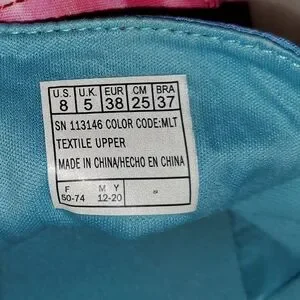 U.S. U.K. EUR CM BRA
8 5 38 25 37
SN 113146 COLOR CODE:MLT
TEXTILE UPPER
MADE IN CHINA/HECHO EN CHINA
F M Y
50-74 12-20